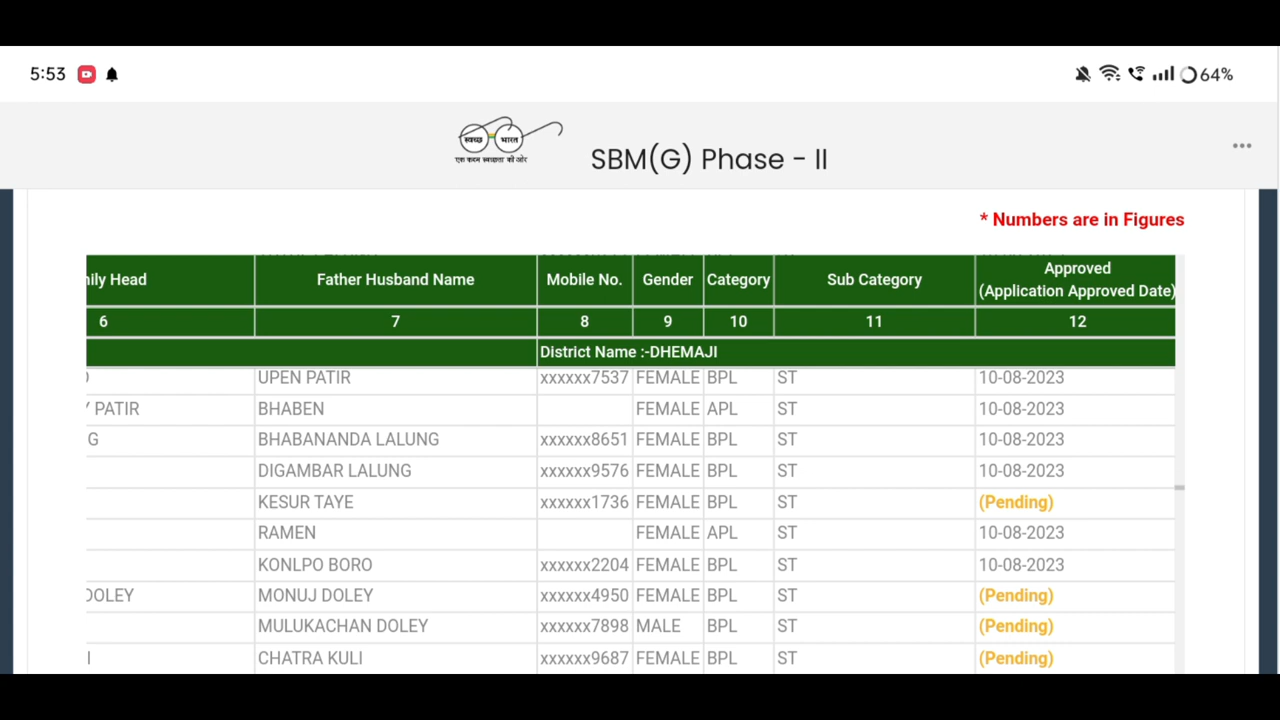 5:53
64%
स्वच्छ भारत
एक कदम स्वच्छता की ओर
SBM(G) Phase - II
* Numbers are in Figures
ily Head Father Husband Name Mobile No. Gender Category Sub Category Approved
(Application Approved Date)
6 7 8 9 10 11 12
District Name :-DHEMAJI
UPEN PATIR xxxxxx7537 FEMALE BPL ST 10-08-2023
PATIR BHABEN FEMALE APL ST 10-08-2023
G BHABANANDA LALUNG xxxxxx8651 FEMALE BPL ST 10-08-2023
DIGAMBAR LALUNG xxxxxx9576 FEMALE BPL ST 10-08-2023
KESUR TAYE xxxxxx1736 FEMALE BPL ST (Pending)
RAMEN FEMALE APL ST 10-08-2023
KONLPO BORO xxxxxx2204 FEMALE BPL ST 10-08-2023
DOLEY MONUJ DOLEY xxxxxx4950 FEMALE BPL ST (Pending)
MULUKACHAN DOLEY xxxxxx7898 MALE BPL ST (Pending)
I CHATRA KULI xxxxxx9687 FEMALE BPL ST (Pending)